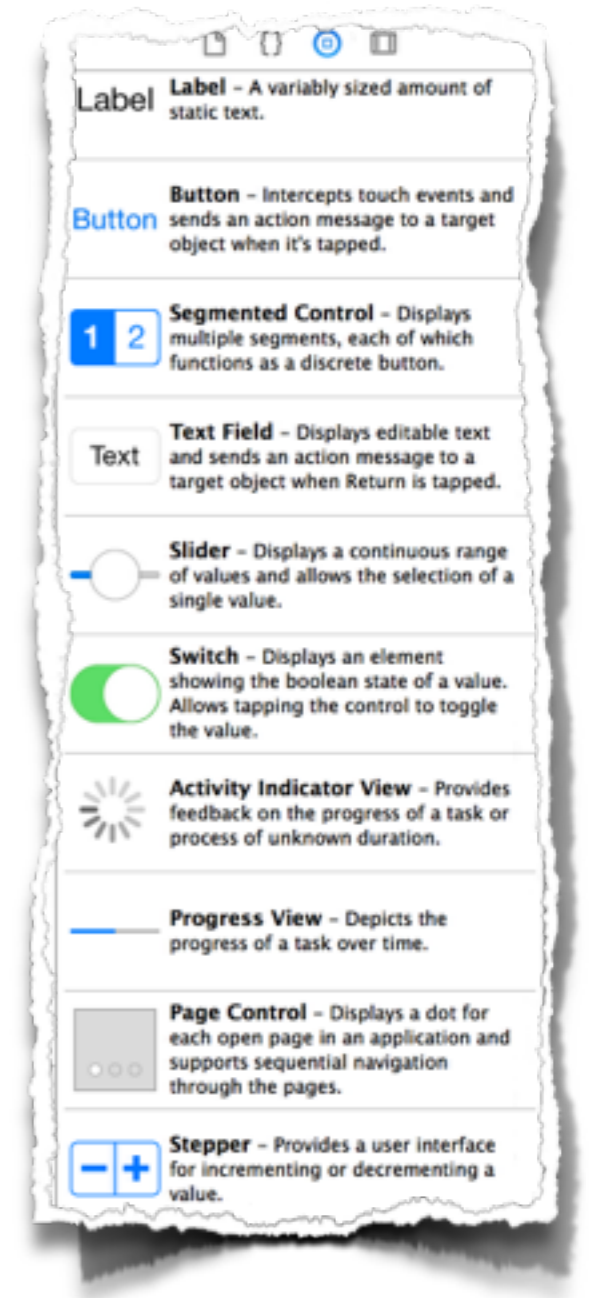 {}
Label
Label – A variably sized amount of
static text.
Button
Button – Intercepts touch events and
sends an action message to a target
object when it's tapped.
1 2
Segmented Control – Displays
multiple segments, each of which
functions as a discrete button.
Text
Text Field – Displays editable text
and sends an action message to a
target object when Return is tapped.
Slider – Displays a continuous range
of values and allows the selection of a
single value.
Switch – Displays an element
showing the boolean state of a value.
Allows tapping the control to toggle
the value.
Activity Indicator View – Provides
feedback on the progress of a task or
process of unknown duration.
Progress View – Depicts the
progress of a task over time.
Page Control – Displays a dot for
each open page in an application and
supports sequential navigation
through the pages.
− +
Stepper – Provides a user interface
for incrementing or decrementing a
value.